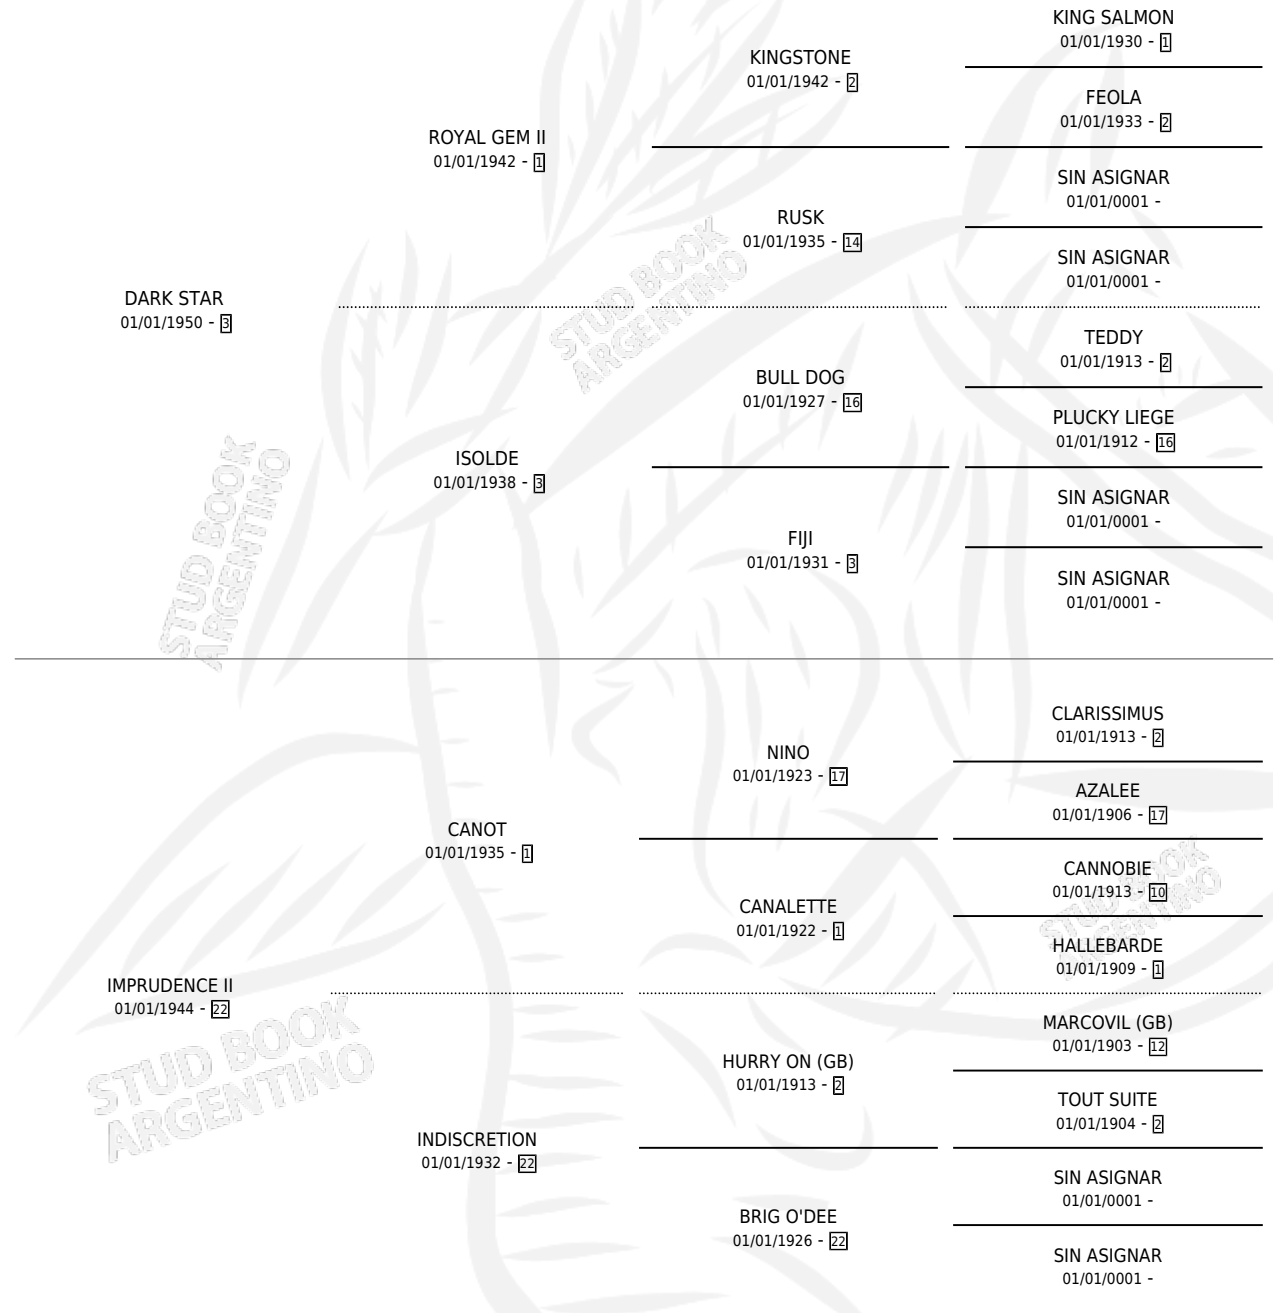 KING SALMON
01/01/1930 - 1
KINGSTONE
01/01/1942 - 2
FEOLA
01/01/1933 - 2
ROYAL GEM II
01/01/1942 - 1
SIN ASIGNAR
01/01/0001 -
RUSK
01/01/1935 - 14
SIN ASIGNAR
01/01/0001 -
DARK STAR
01/01/1950 - 3
STUD BOOK
ARGENTINO
TEDDY
01/01/1913 - 2
BULL DOG
01/01/1927 - 16
PLUCKY LIEGE
01/01/1912 - 16
ISOLDE
01/01/1938 - 3
SIN ASIGNAR
01/01/0001 -
FIJI
01/01/1931 - 3
SIN ASIGNAR
01/01/0001 -
STUD BOOK
ARGENTINO
CLARISSIMUS
01/01/1913 - 2
NINO
01/01/1923 - 17
AZALEE
01/01/1906 - 17
CANOT
01/01/1935 - 1
CANNOBIE
01/01/1913 - 10
CANALETTE
01/01/1922 - 1
STUD BOOK
ARGENTINO
HALLEBARDE
01/01/1909 - 1
IMPRUDENCE II
01/01/1944 - 22
MARCOVIL (GB)
01/01/1903 - 12
STUD BOOK
ARGENTINO
HURRY ON (GB)
01/01/1913 - 2
TOUT SUITE
01/01/1904 - 2
INDISCRETION
01/01/1932 - 22
SIN ASIGNAR
01/01/0001 -
BRIG O'DEE
01/01/1926 - 22
SIN ASIGNAR
01/01/0001 -